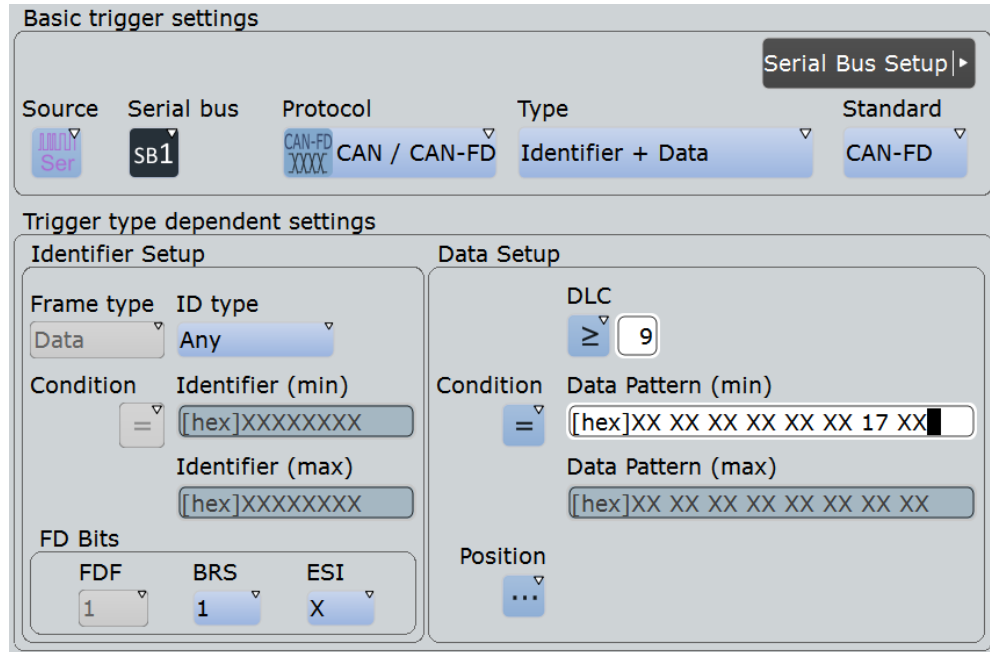 Basic trigger settings
Serial Bus Setup
Source Serial bus Protocol Type Standard
Ser SB1 CAN-FD XXXX CAN / CAN-FD Identifier + Data CAN-FD
Trigger type dependent settings
Identifier Setup Data Setup
DLC
Frame type ID type
≥ 9
Data Any
Condition Identifier (min) Condition Data Pattern (min)
= [hex]XXXXXXXX = [hex]XX XX XX XX XX XX 17 XX
Identifier (max) Data Pattern (max)
[hex]XXXXXXXX [hex]XX XX XX XX XX XX XX XX
FD Bits Position
FDF BRS ESI
1 1 X ...